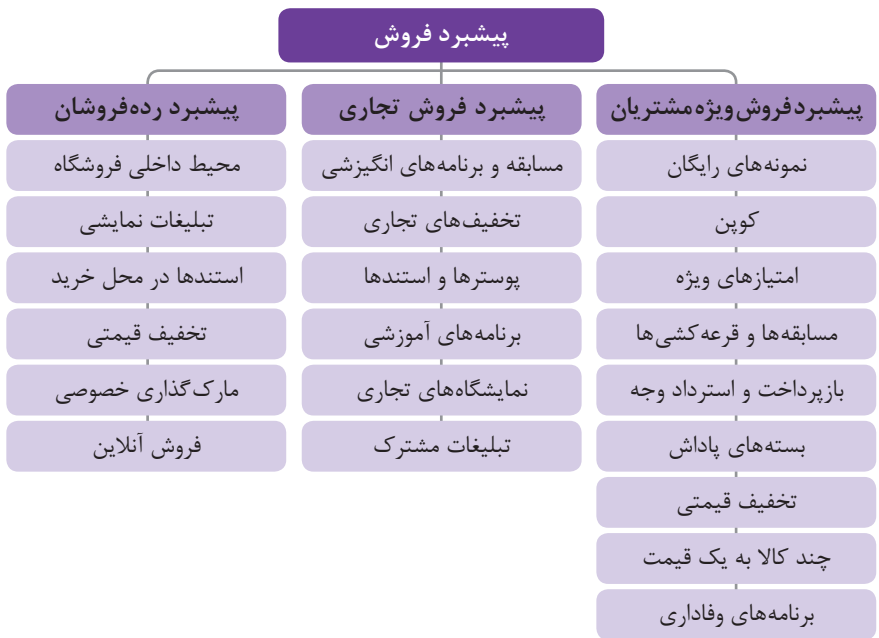 پیشبرد فروش
پیشبرد فروش ویژه مشتریان
نمونه‌های رایگان
کوپن
امتیازهای ویژه
مسابقه‌ها و قرعه‌کشی‌ها
بازپرداخت و استرداد وجه
بسته‌های پاداش
تخفیف قیمتی
چند کالا به یک قیمت
برنامه‌های وفاداری
پیشبرد فروش تجاری
مسابقه و برنامه‌های انگیزشی
تخفیف‌های تجاری
پوسترها و استندها
برنامه‌های آموزشی
نمایشگاه‌های تجاری
تبلیغات مشترک
پیشبرد رده‌فروشان
محیط داخلی فروشگاه
تبلیغات نمایشی
استندها در محل خرید
تخفیف قیمتی
مارک‌گذاری خصوصی
فروش آنلاین